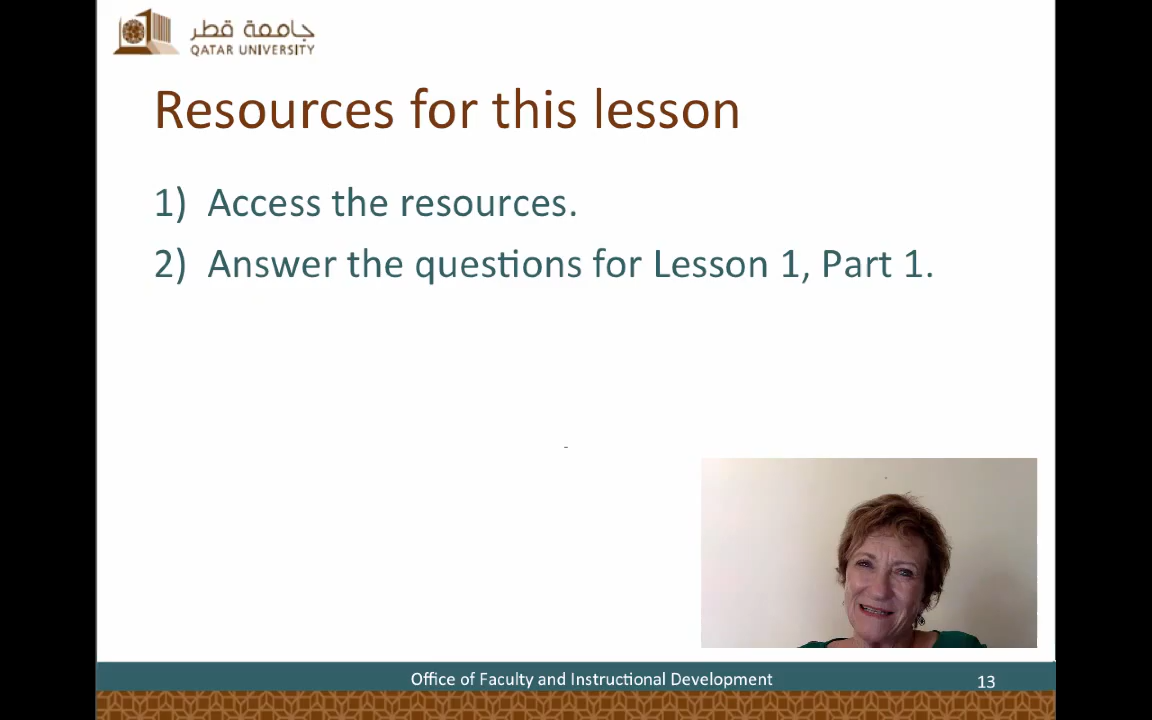 جامعة قطر
QATAR UNIVERSITY
Resources for this lesson
1) Access the resources.
2) Answer the questions for Lesson 1, Part 1.
Office of Faculty and Instructional Development
13